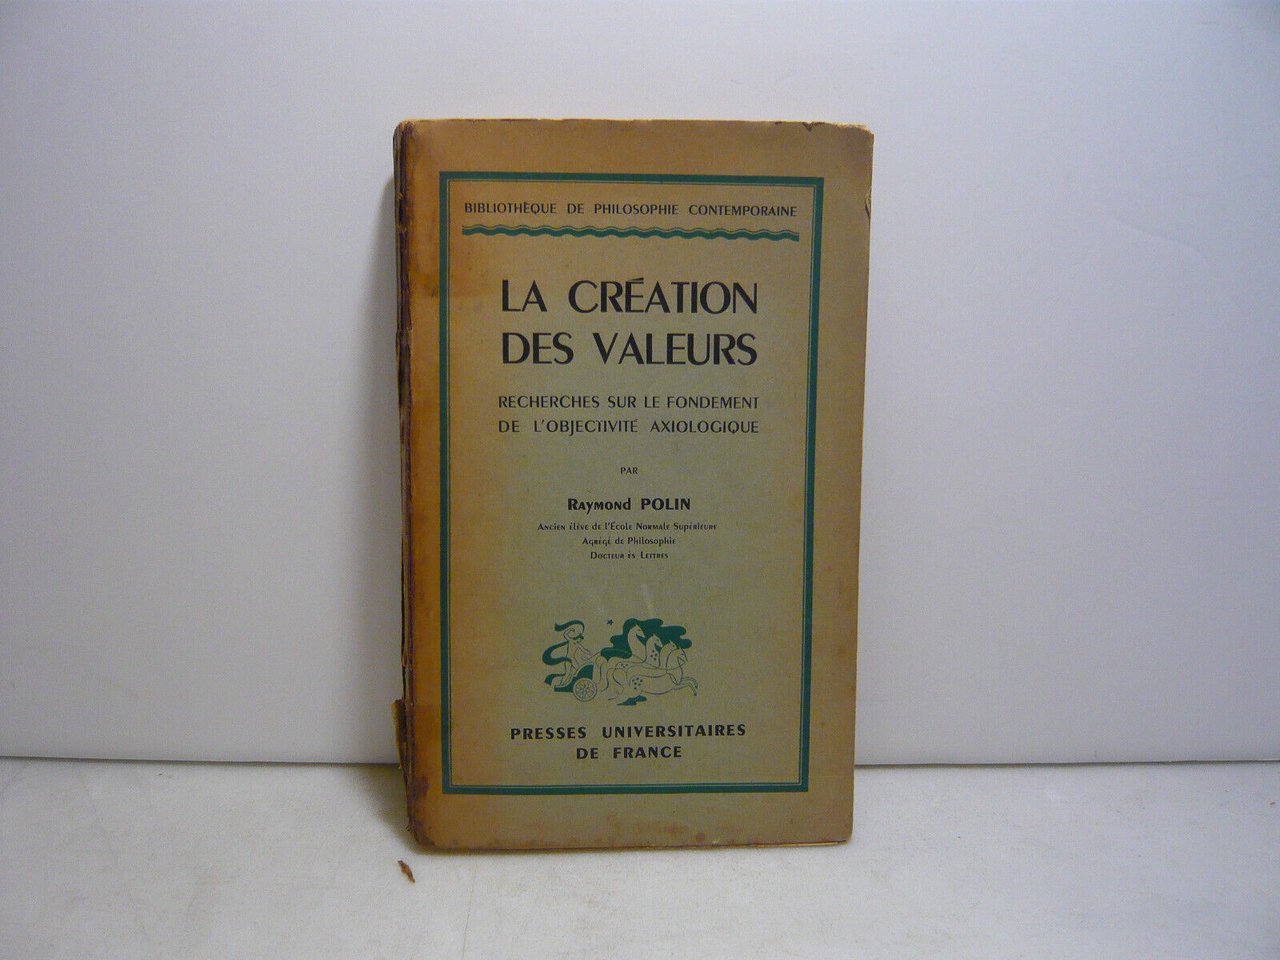 BIBLIOTHÈQUE DE PHILOSOPHIE CONTEMPORAINE
LA CRÉATION
DES VALEURS
RECHERCHES SUR LE FONDEMENT
DE L'OBJECTIVITÉ AXIOLOGIQUE
PAR
Raymond POLIN
Ancien élève de l'École Normale Supérieure
Agrégé de Philosophie
Docteur ès Lettres
PRESSES UNIVERSITAIRES
DE FRANCE